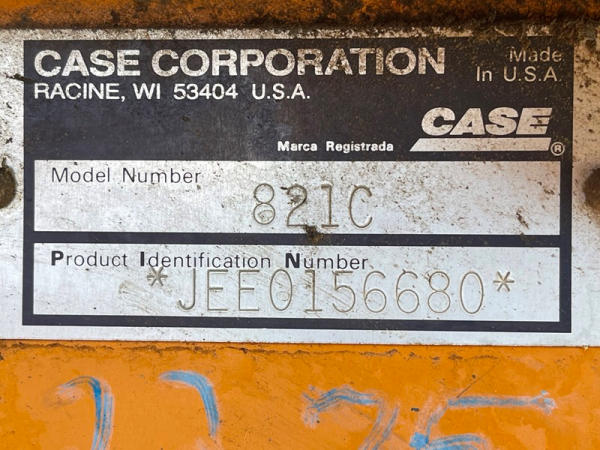 CASE CORPORATION
Made
In U.S.A.
RACINE, WI 53404 U.S.A.
CASE
Marca Registrada
®
Model Number
821C
Product Identification Number
*JEE0156680*